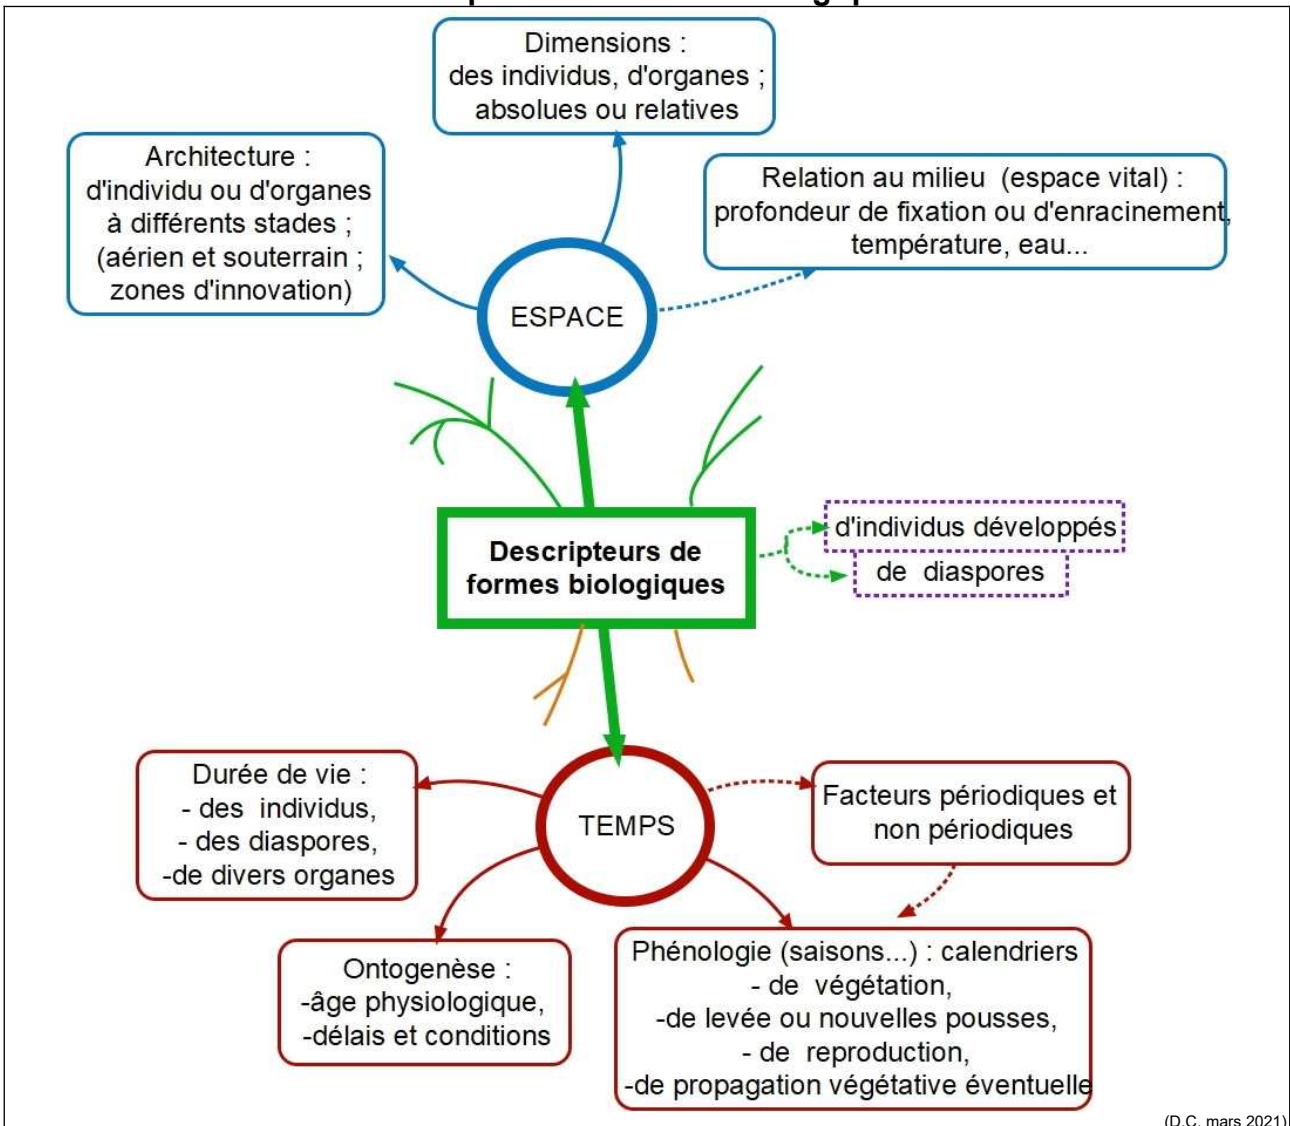 Dimensions :
des individus, d'organes ;
absolues ou relatives
Architecture :
d'individu ou d'organes
à différents stades ;
(aérien et souterrain ;
zones d'innovation)
Relation au milieu (espace vital) :
profondeur de fixation ou d'enracinement,
température, eau...
ESPACE
Descripteurs de
formes biologiques
d'individus développés
de diaspores
TEMPS
Durée de vie :
- des individus,
- des diaspores,
-de divers organes
Facteurs périodiques et
non périodiques
Ontogenèse :
-âge physiologique,
-délais et conditions
Phénologie (saisons...) : calendriers
- de végétation,
-de levée ou nouvelles pousses,
- de reproduction,
-de propagation végétative éventuelle
(D.C. mars 2021)